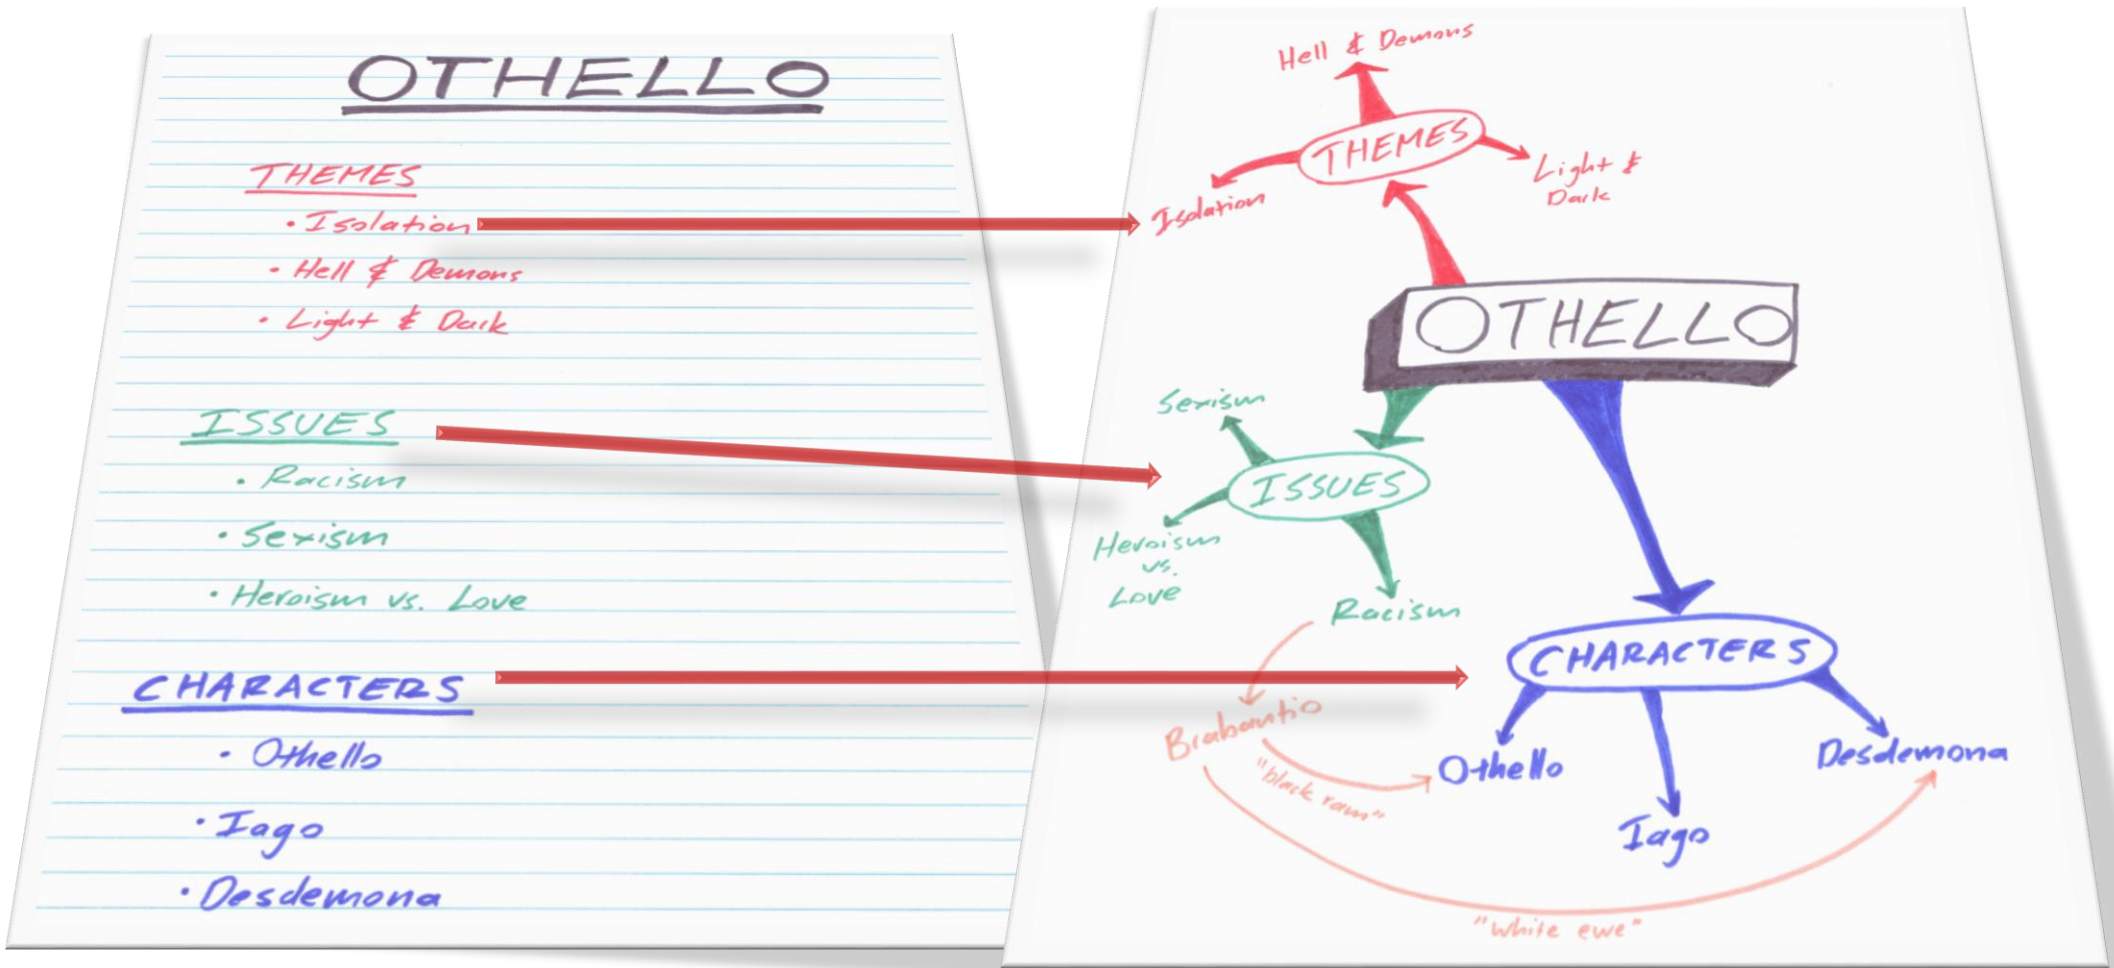 OTHELLO
THEMES
• Isolation
• Hell & Demons
• Light & Dark
ISSUES
• Racism
• Sexism
• Heroism vs. Love
CHARACTERS
• Othello
• Iago
• Desdemona
Hell & Demons
THEMES
Light &
Dark
Isolation
OTHELLO
Sexism
ISSUES
Heroism
vs.
Love
Racism
CHARACTERS
Brabantio
"black ram"
Othello
Iago
Desdemona
"white ewe"